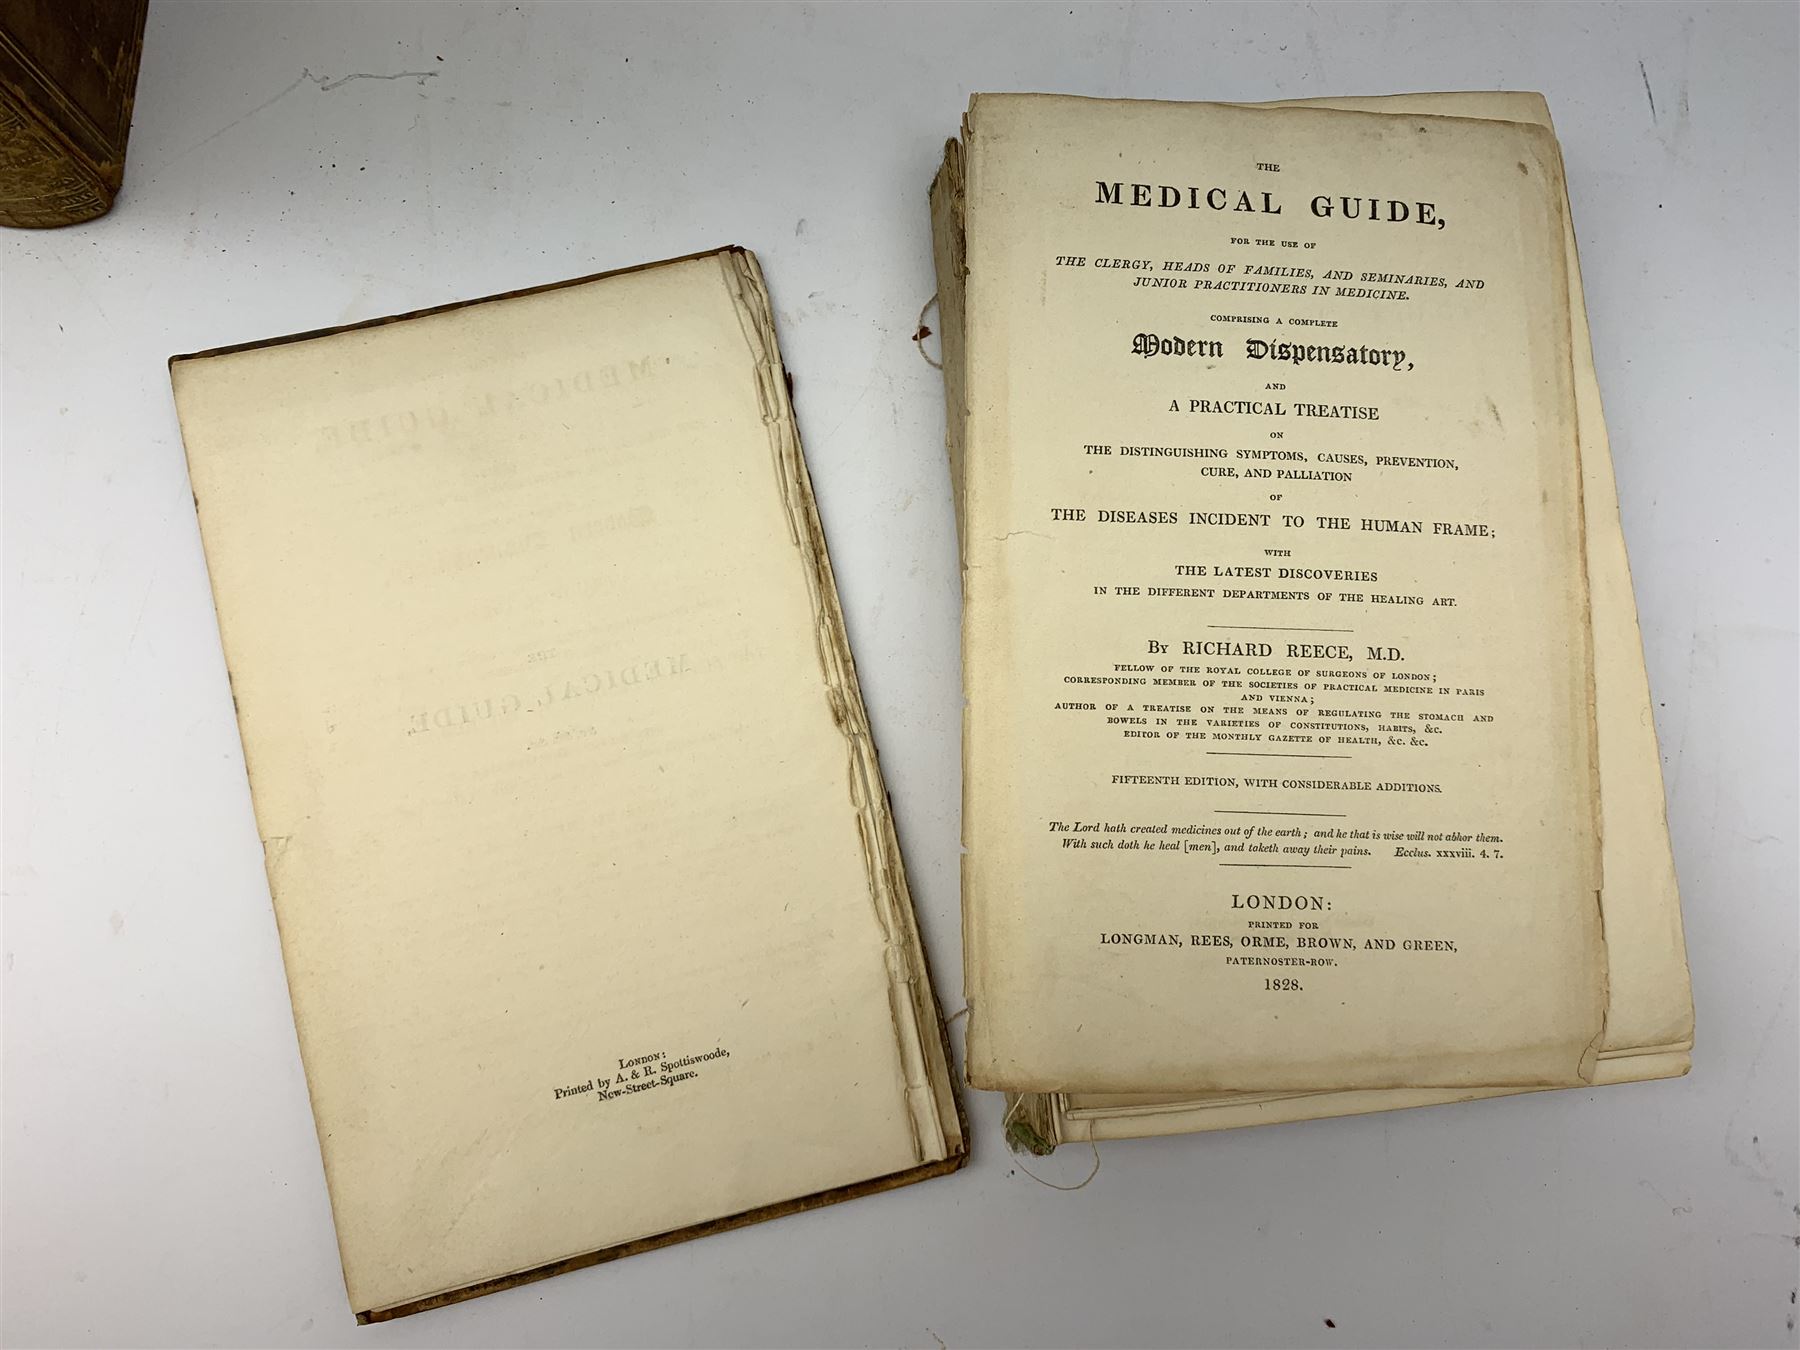 London:
Printed by A. & R. Spottiswoode,
New-Street-Square.
THE
MEDICAL GUIDE,
FOR THE USE OF
THE CLERGY, HEADS OF FAMILIES, AND SEMINARIES, AND
JUNIOR PRACTITIONERS IN MEDICINE.
COMPRISING A COMPLETE
Modern Dispensatory,
AND
A PRACTICAL TREATISE
ON
THE DISTINGUISHING SYMPTOMS, CAUSES, PREVENTION,
CURE, AND PALLIATION
OF
THE DISEASES INCIDENT TO THE HUMAN FRAME;
WITH
THE LATEST DISCOVERIES
IN THE DIFFERENT DEPARTMENTS OF THE HEALING ART.
By RICHARD REECE, M.D.
FELLOW OF THE ROYAL COLLEGE OF SURGEONS OF LONDON;
CORRESPONDING MEMBER OF THE SOCIETIES OF PRACTICAL MEDICINE IN PARIS
AND VIENNA;
AUTHOR OF A TREATISE ON THE MEANS OF REGULATING THE STOMACH AND
BOWELS IN THE VARIETIES OF CONSTITUTIONS, HABITS, &c.
EDITOR OF THE MONTHLY GAZETTE OF HEALTH, &c. &c.
FIFTEENTH EDITION, WITH CONSIDERABLE ADDITIONS.
The Lord hath created medicines out of the earth; and he that is wise will not abhor them.
With such doth he heal [men], and taketh away their pains. Ecclus. xxxviii. 4. 7.
LONDON:
PRINTED FOR
LONGMAN, REES, ORME, BROWN, AND GREEN,
PATERNOSTER-ROW.
1828.